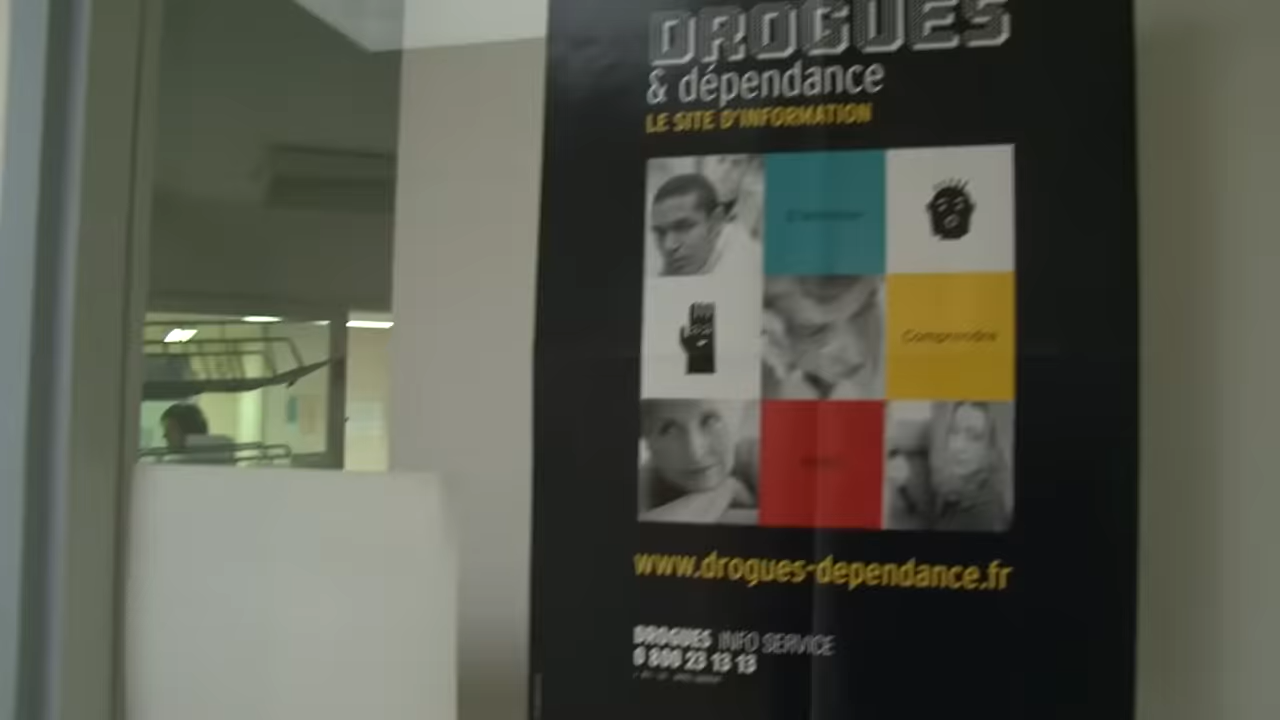 DROGUES
& dépendance
LE SITE D'INFORMATION
Comprendre
www.drogues-dependance.fr
DROGUES INFO SERVICE
0 800 23 13 13